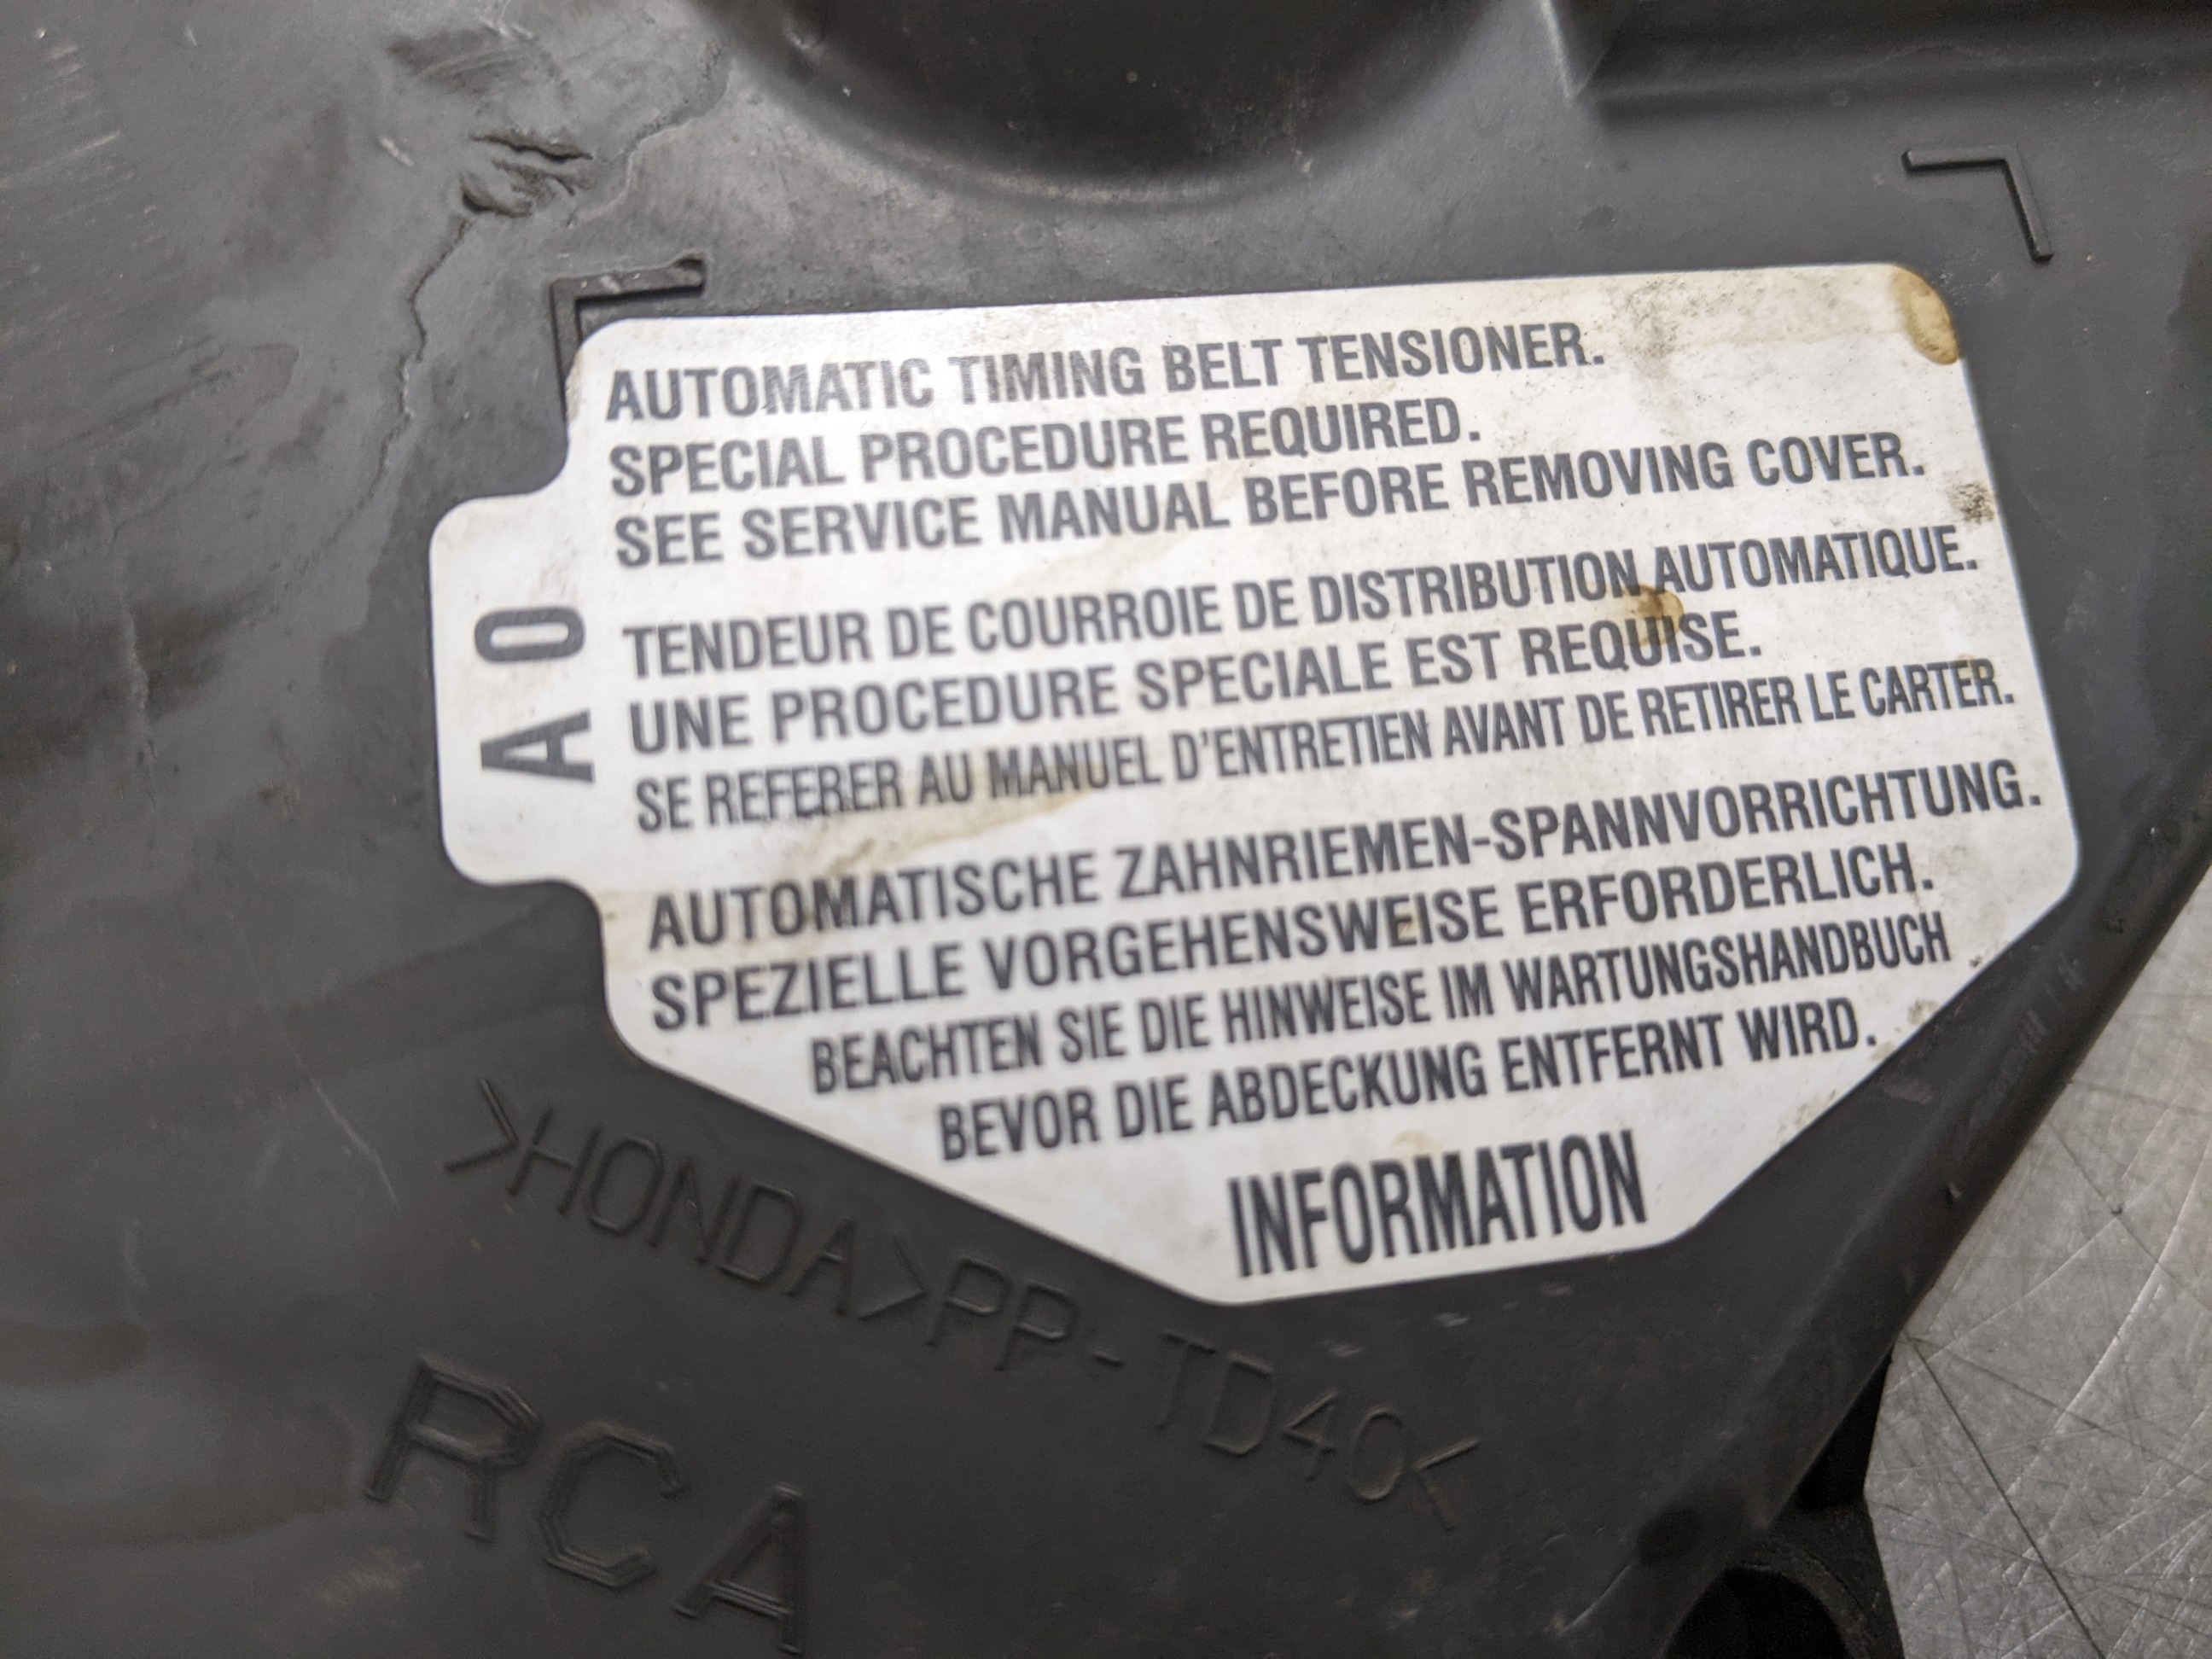 AUTOMATIC TIMING BELT TENSIONER.
SPECIAL PROCEDURE REQUIRED.
SEE SERVICE MANUAL BEFORE REMOVING COVER.
TENDEUR DE COURROIE DE DISTRIBUTION AUTOMATIQUE.
UNE PROCEDURE SPECIALE EST REQUISE.
SE REFERER AU MANUEL D'ENTRETIEN AVANT DE RETIRER LE CARTER.
A O
AUTOMATISCHE ZAHNRIEMEN-SPANNVORRICHTUNG.
SPEZIELLE VORGEHENSWEISE ERFORDERLICH.
BEACHTEN SIE DIE HINWEISE IM WARTUNGSHANDBUCH
BEVOR DIE ABDECKUNG ENTFERNT WIRD.
INFORMATION
>HONDA>PP-TD40<
RCA